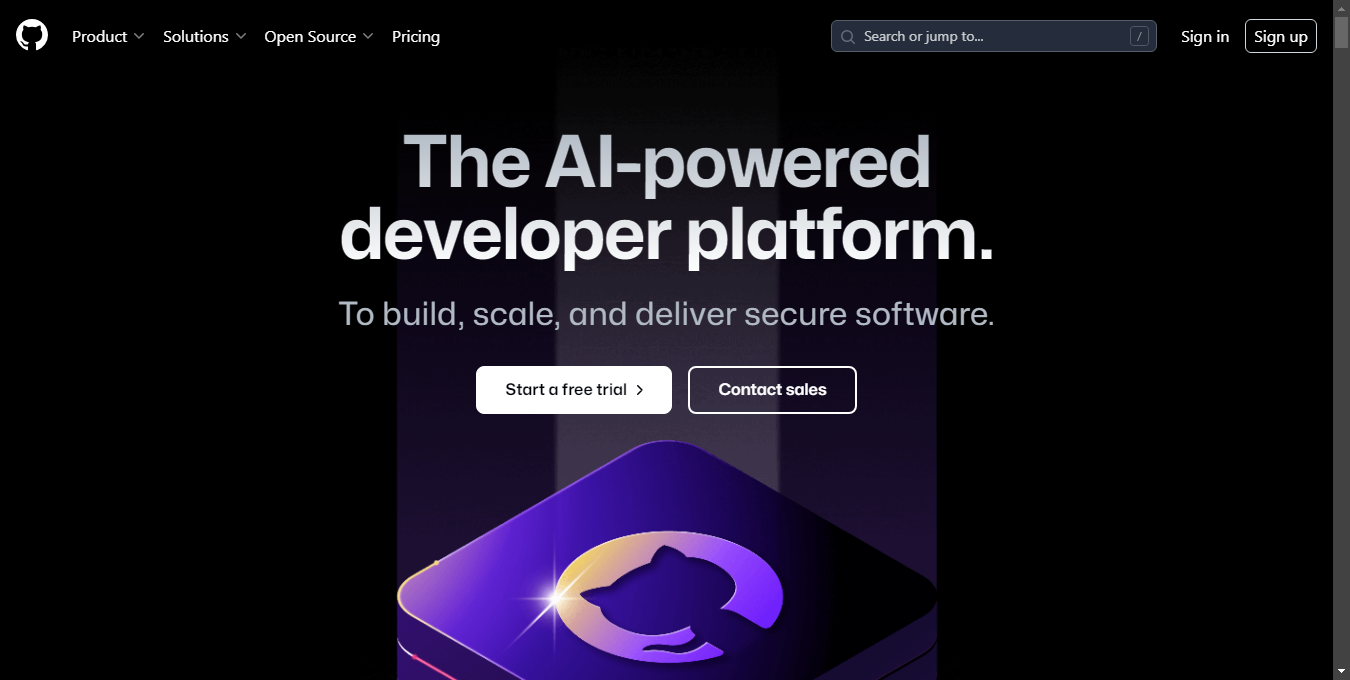 Product
Solutions
Open Source
Pricing
Search or jump to...
/
Sign in
Sign up
The AI-powered
developer platform.
To build, scale, and deliver secure software.
Start a free trial
Contact sales